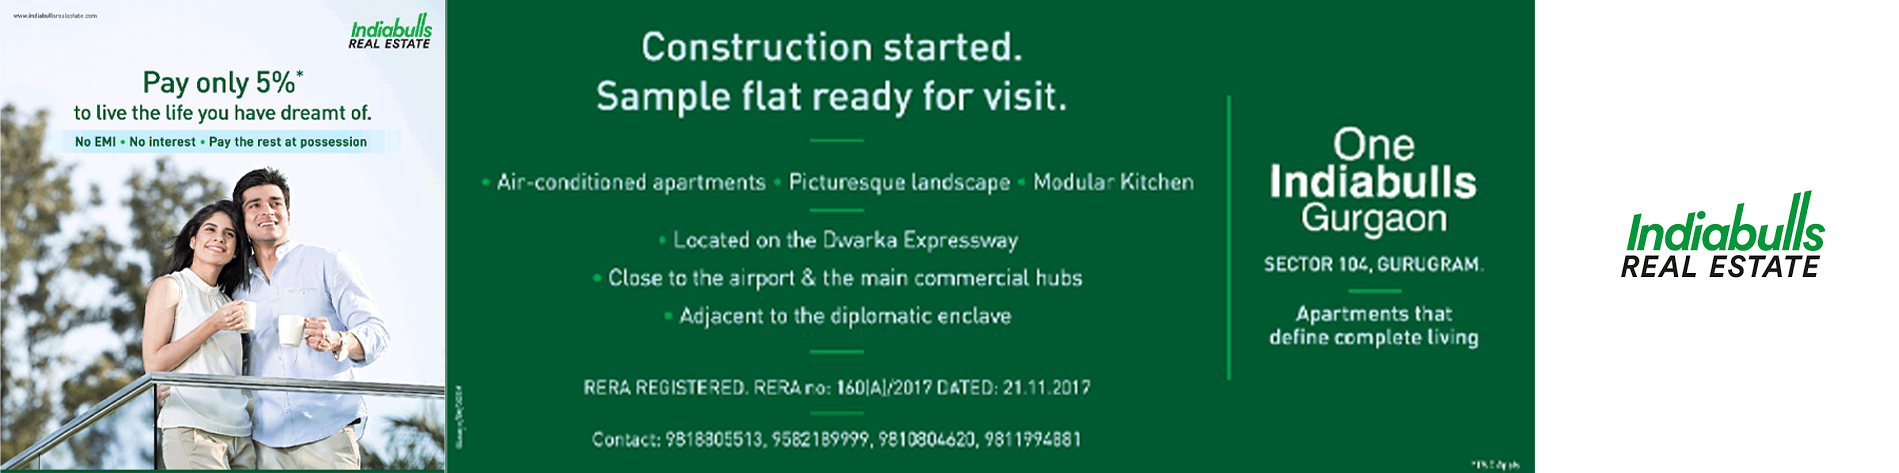 www.indiabullsrealestate.com
Indiabulls
REAL ESTATE
Pay only 5%*
to live the life you have dreamt of.
No EMI • No interest • Pay the rest at possession
Construction started.
Sample flat ready for visit.
• Air-conditioned apartments • Picturesque landscape • Modular Kitchen
• Located on the Dwarka Expressway
• Close to the airport & the main commercial hubs
• Adjacent to the diplomatic enclave
RERA REGISTERED. RERA no: 160(A)/2017 DATED: 21.11.2017
Contact: 9818805513, 9582189999, 9810804620, 9811994881
One
Indiabulls
Gurgaon
SECTOR 104, GURUGRAM.
Apartments that
define complete living
*T&C Apply
Indiabulls
REAL ESTATE